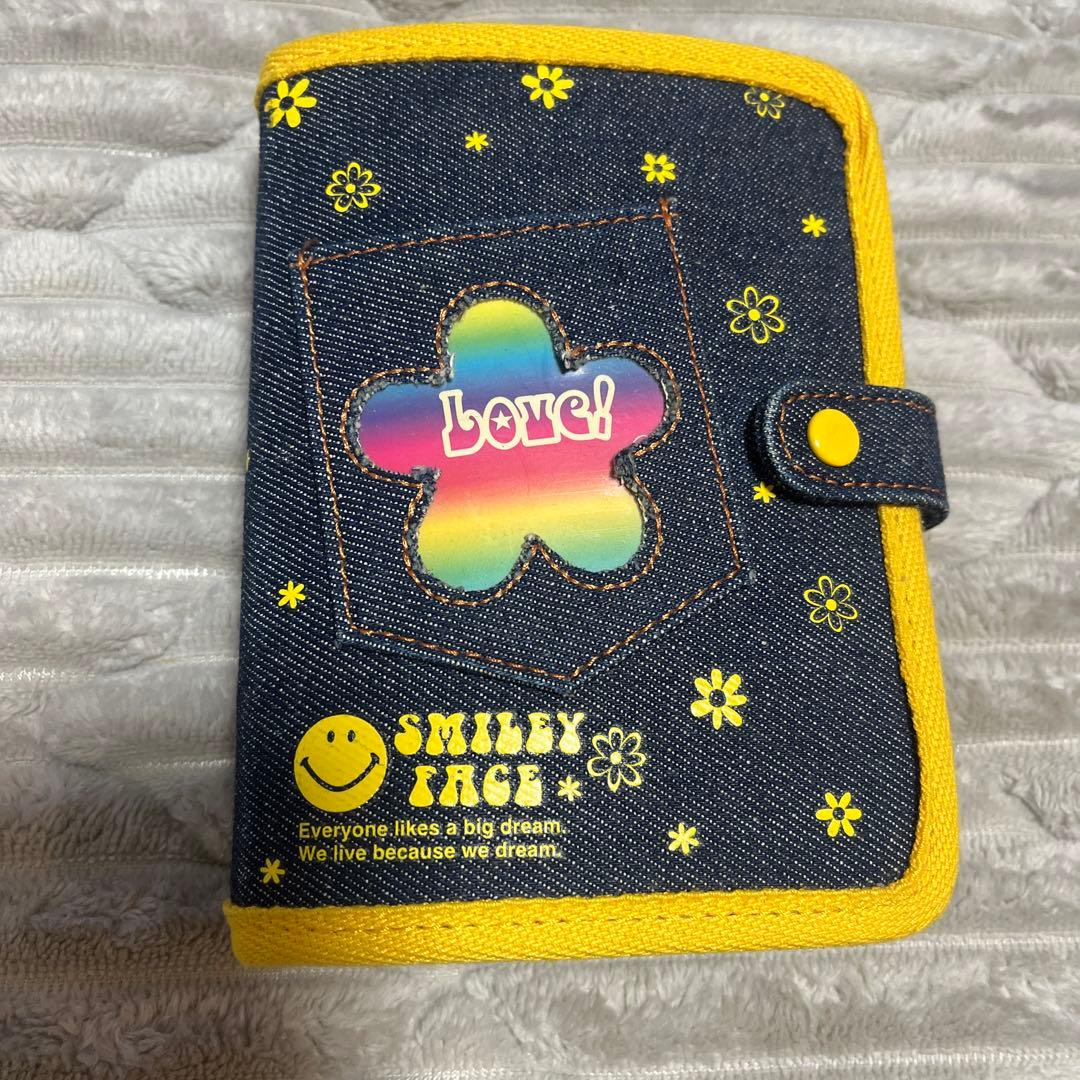 Love!
SMILEY
FACE
Everyone likes a big dream.
We live because we dream.